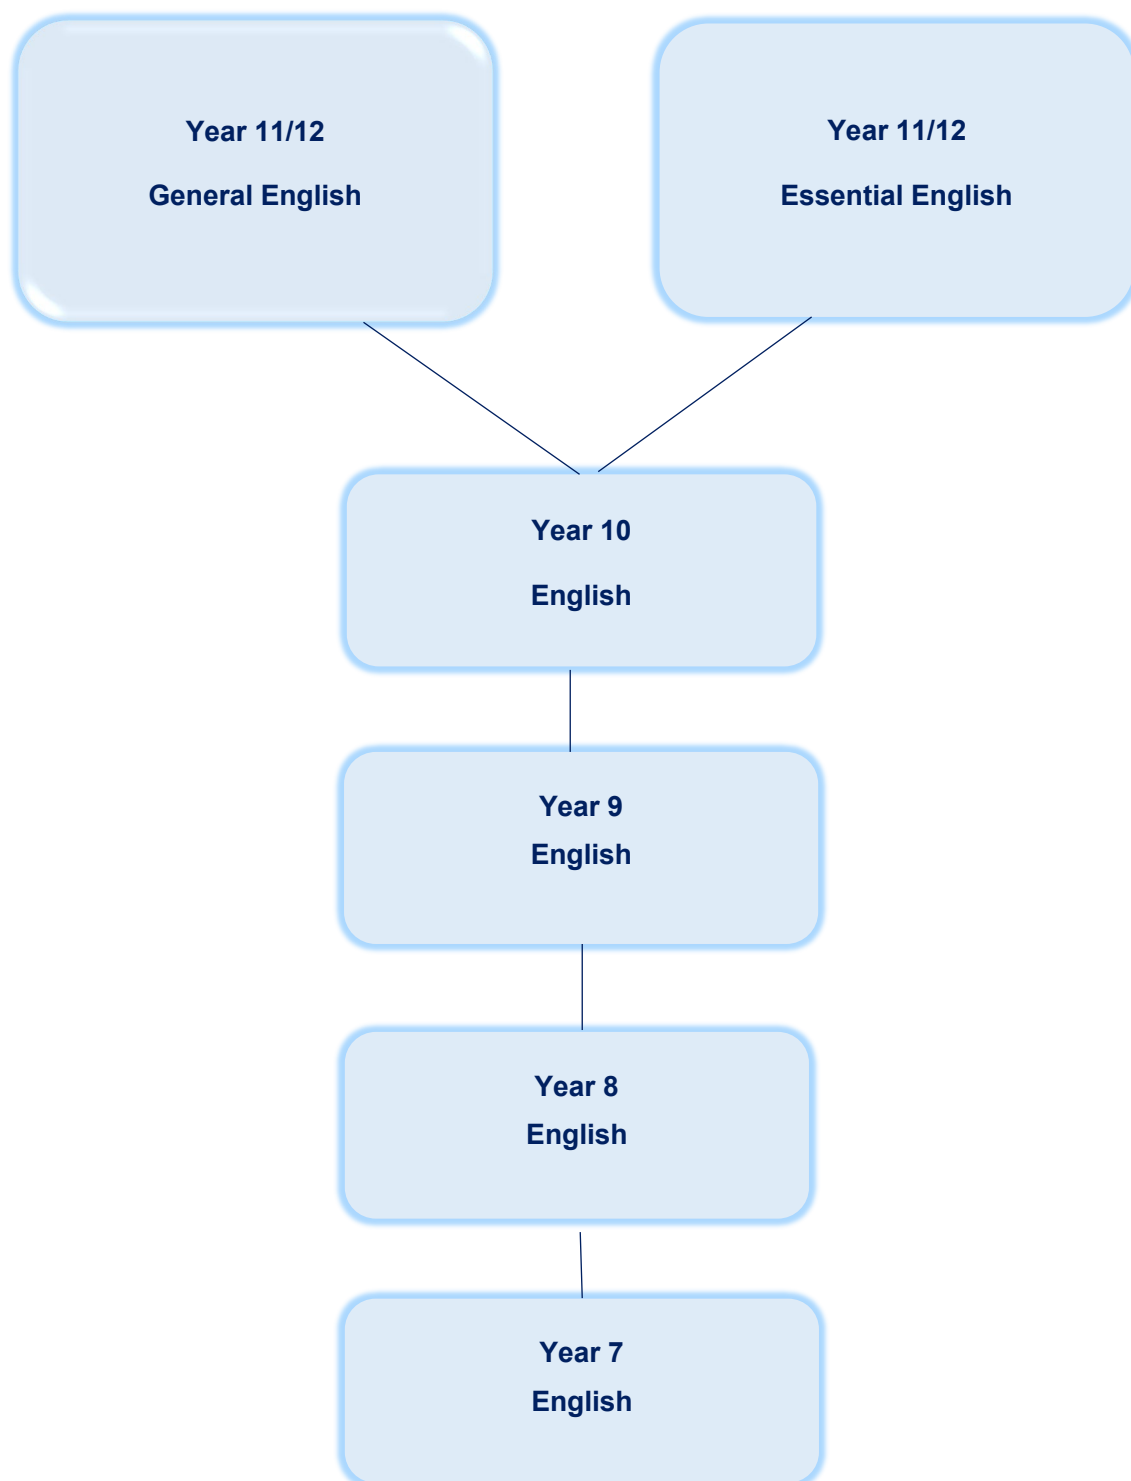 Year 11/12
General English
Year 11/12
Essential English
Year 10
English
Year 9
English
Year 8
English
Year 7
English